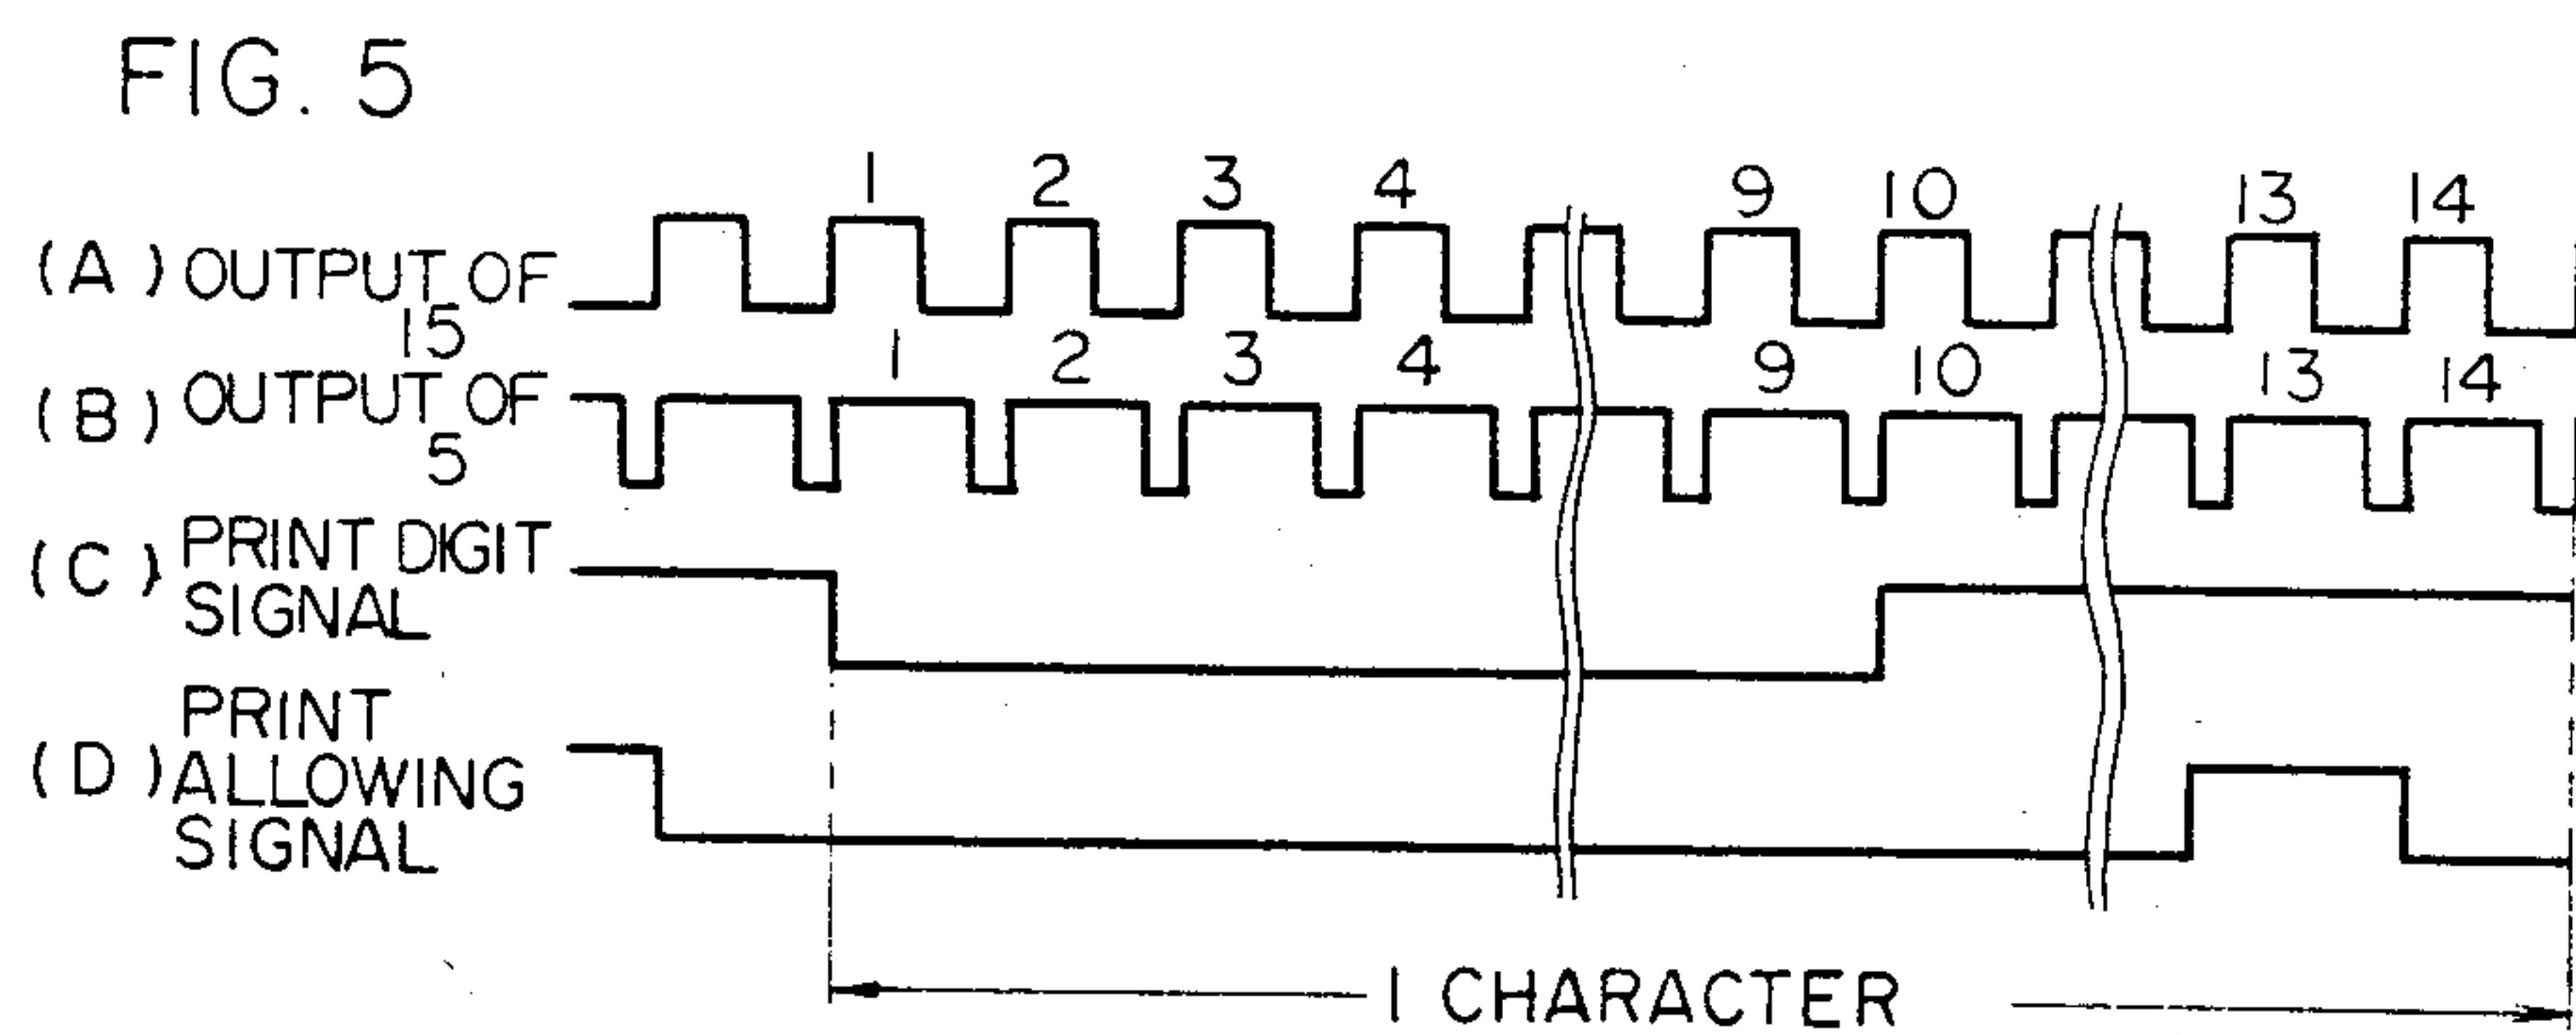 FIG. 5
1 2 3 4 9 10 13 14
(A) OUTPUT OF
15
1 2 3 4 9 10 13 14
(B) OUTPUT OF
5
(C) PRINT DIGIT
SIGNAL
(D) PRINT
ALLOWING
SIGNAL
1 CHARACTER